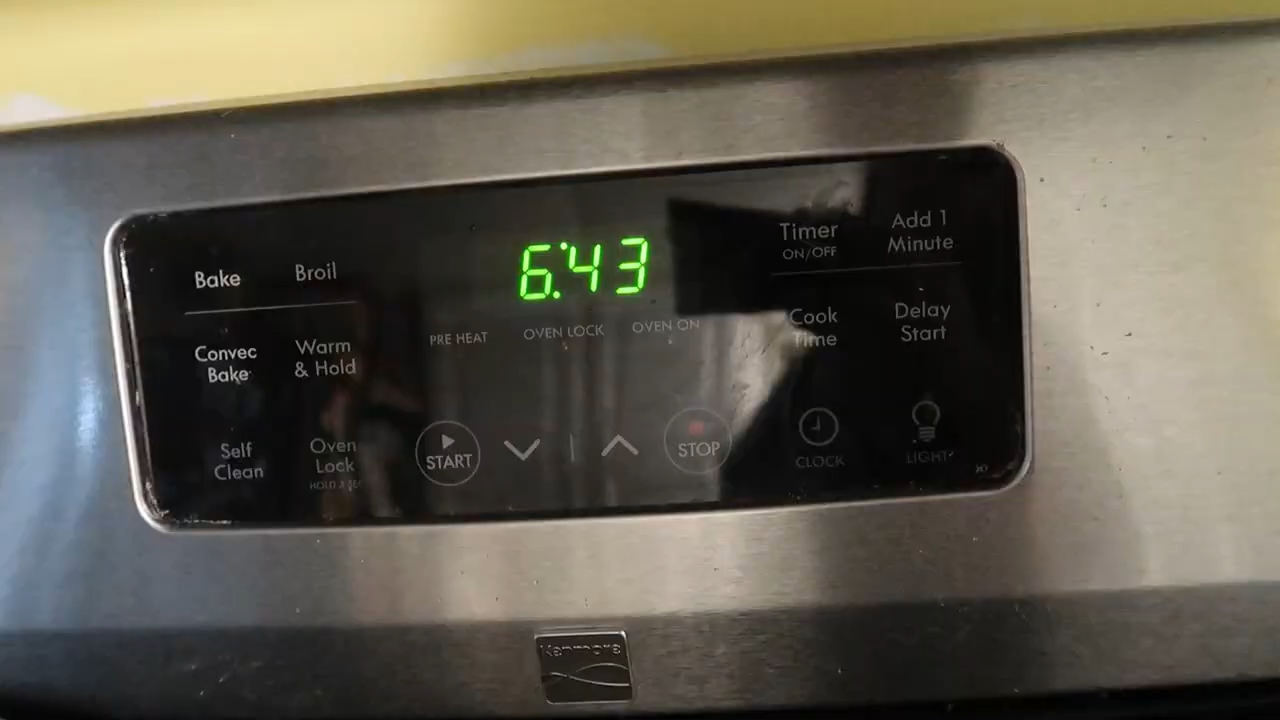 6:43
Timer
ON/OFF
Add 1
Minute
Bake
Broil
PRE HEAT
OVEN LOCK
OVEN ON
Cook
Time
Delay
Start
Convec
Bake
Warm
& Hold
Self
Clean
Oven
Lock
START
STOP
CLOCK
LIGHT
Kenmore